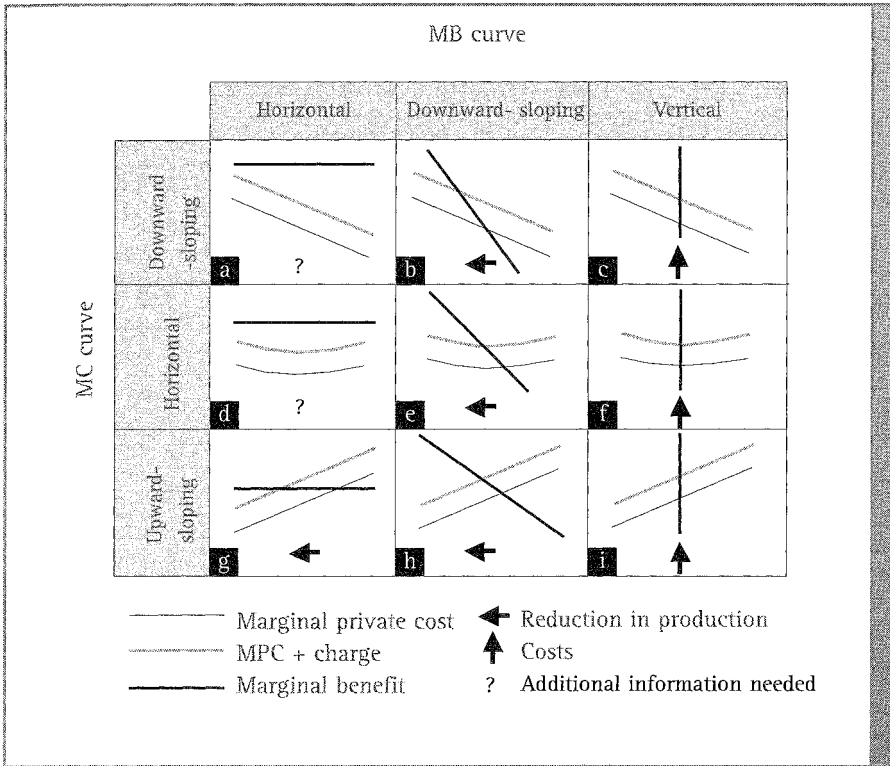 MB curve
Horizontal
Downward- sloping
Vertical
MC curve
Downward
-sloping
a
?
b
c
Horizontal
d
?
e
f
Upward-
sloping
g
h
i
Marginal private cost
Reduction in production
MPC + charge
Costs
Marginal benefit
? Additional information needed